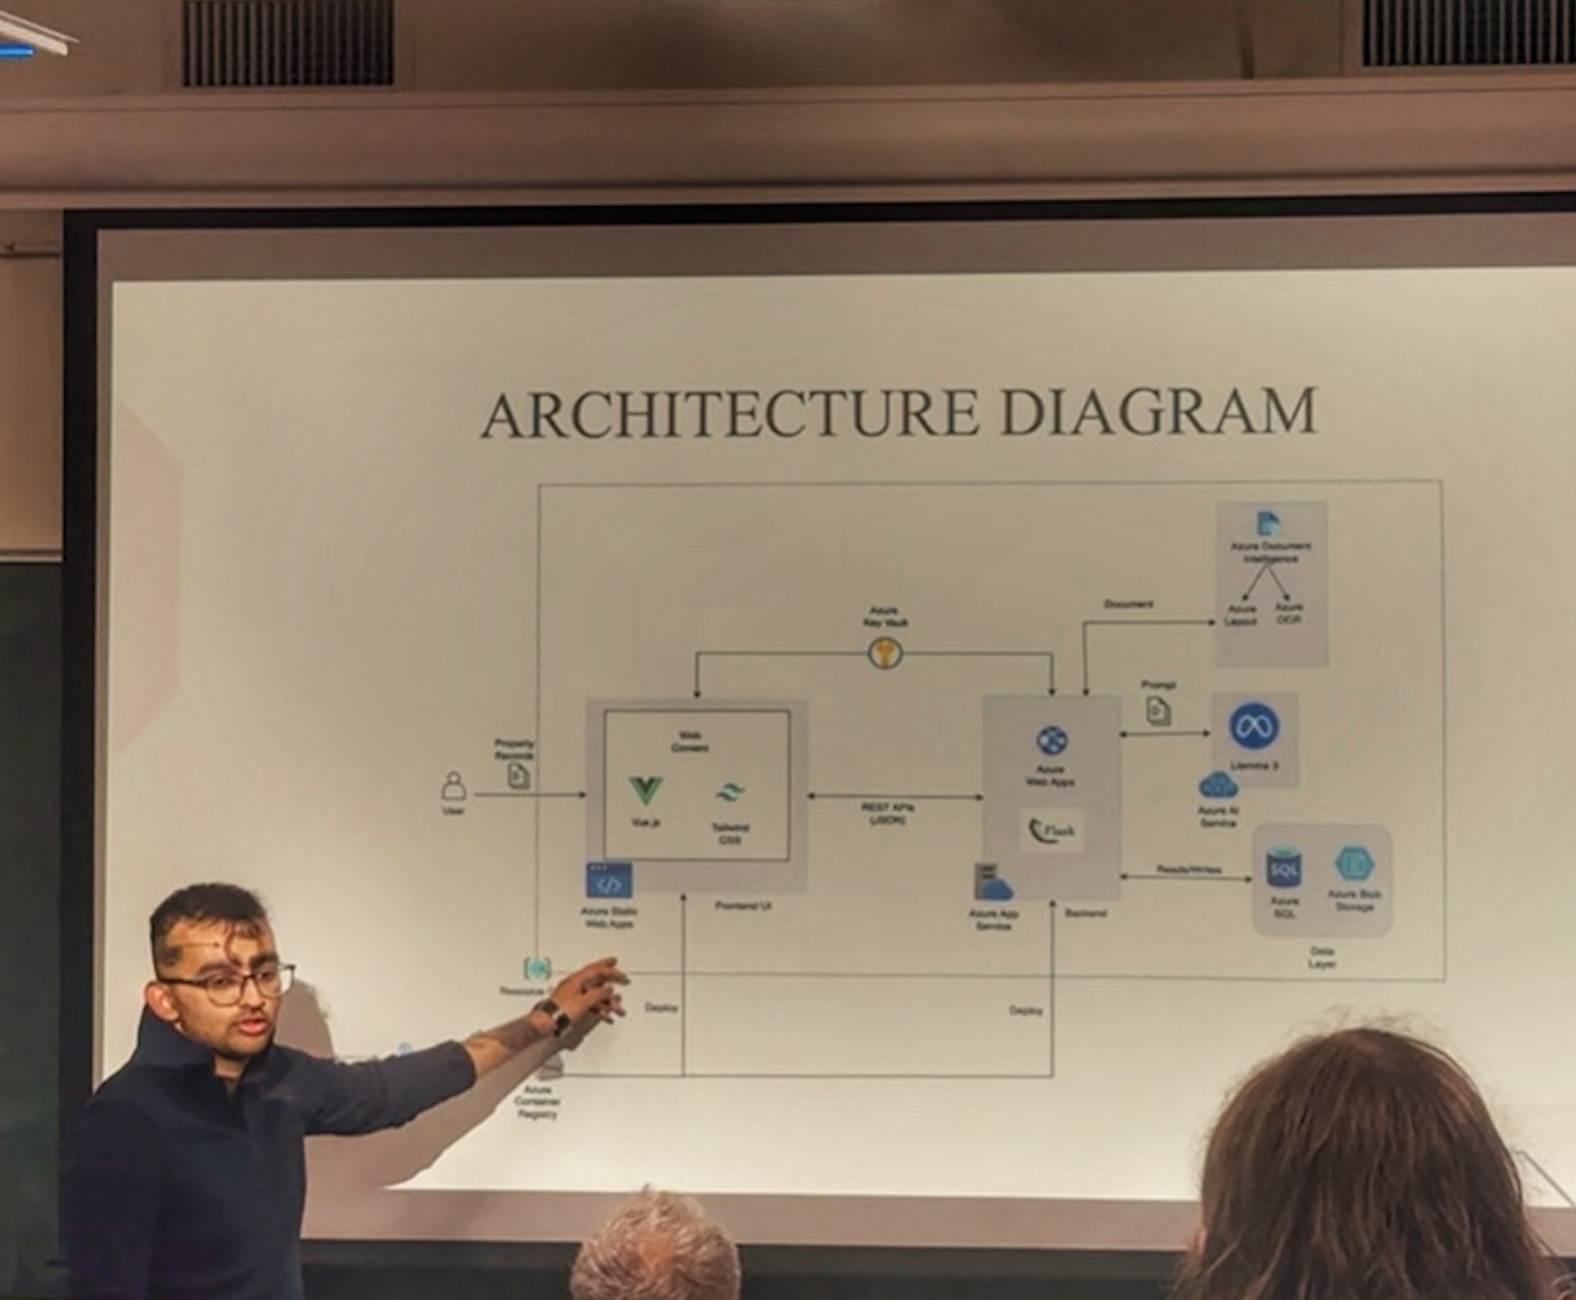 ARCHITECTURE DIAGRAM
Azure Document
Intelligence
Azure
Layout
Azure
OCR
Document
Azure
Key Vault
Prompt
Llamma 3
Azure AI
Service
Property
Records
User
Web
Content
Vue.js
Tailwind
CSS
REST APIs
(JSON)
Azure
Web Apps
Flask
Reads/Writes
SQL
Azure
SQL
Azure Blob
Storage
Data
Layer
Azure Static
Web Apps
Frontend UI
Azure App
Service
Backend
Resource
Deploy
Deploy
Azure
Container
Registry